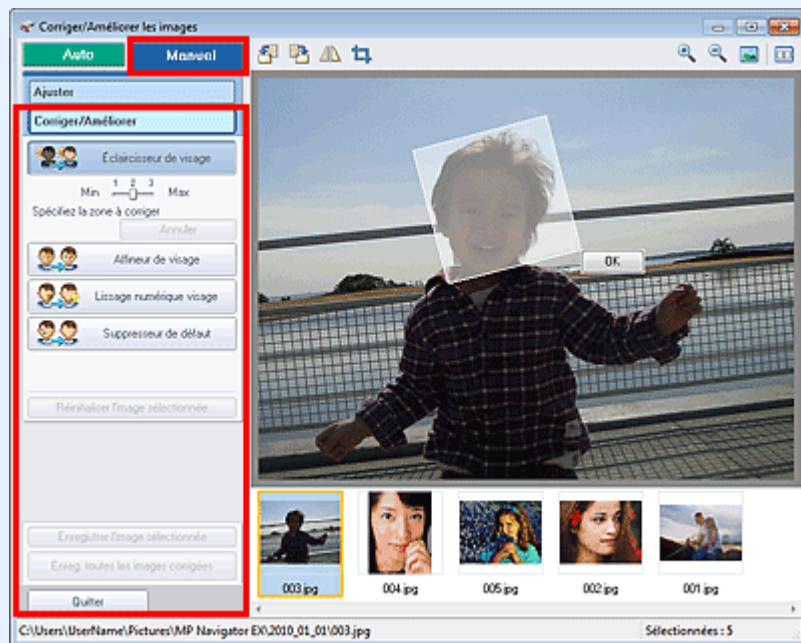 Corriger/Améliorer les images
Auto
Manuel
Ajuster
Corriger/Améliorer
Éclaircisseur de visage
1 2 3
Min Max
Spécifiez la zone à corriger
Annuler
Affineur de visage
Lissage numérique visage
Suppresseur de défaut
Réinitialiser l'image sélectionnée
Enregistrer l'image sélectionnée
Enreg. toutes les images corrigées
Quitter
OK
003.jpg
004.jpg
005.jpg
002.jpg
001.jpg
C:\Users\UserName\Pictures\MP Navigator EX\2010_01_01\003.jpg
Sélectionnées : 5